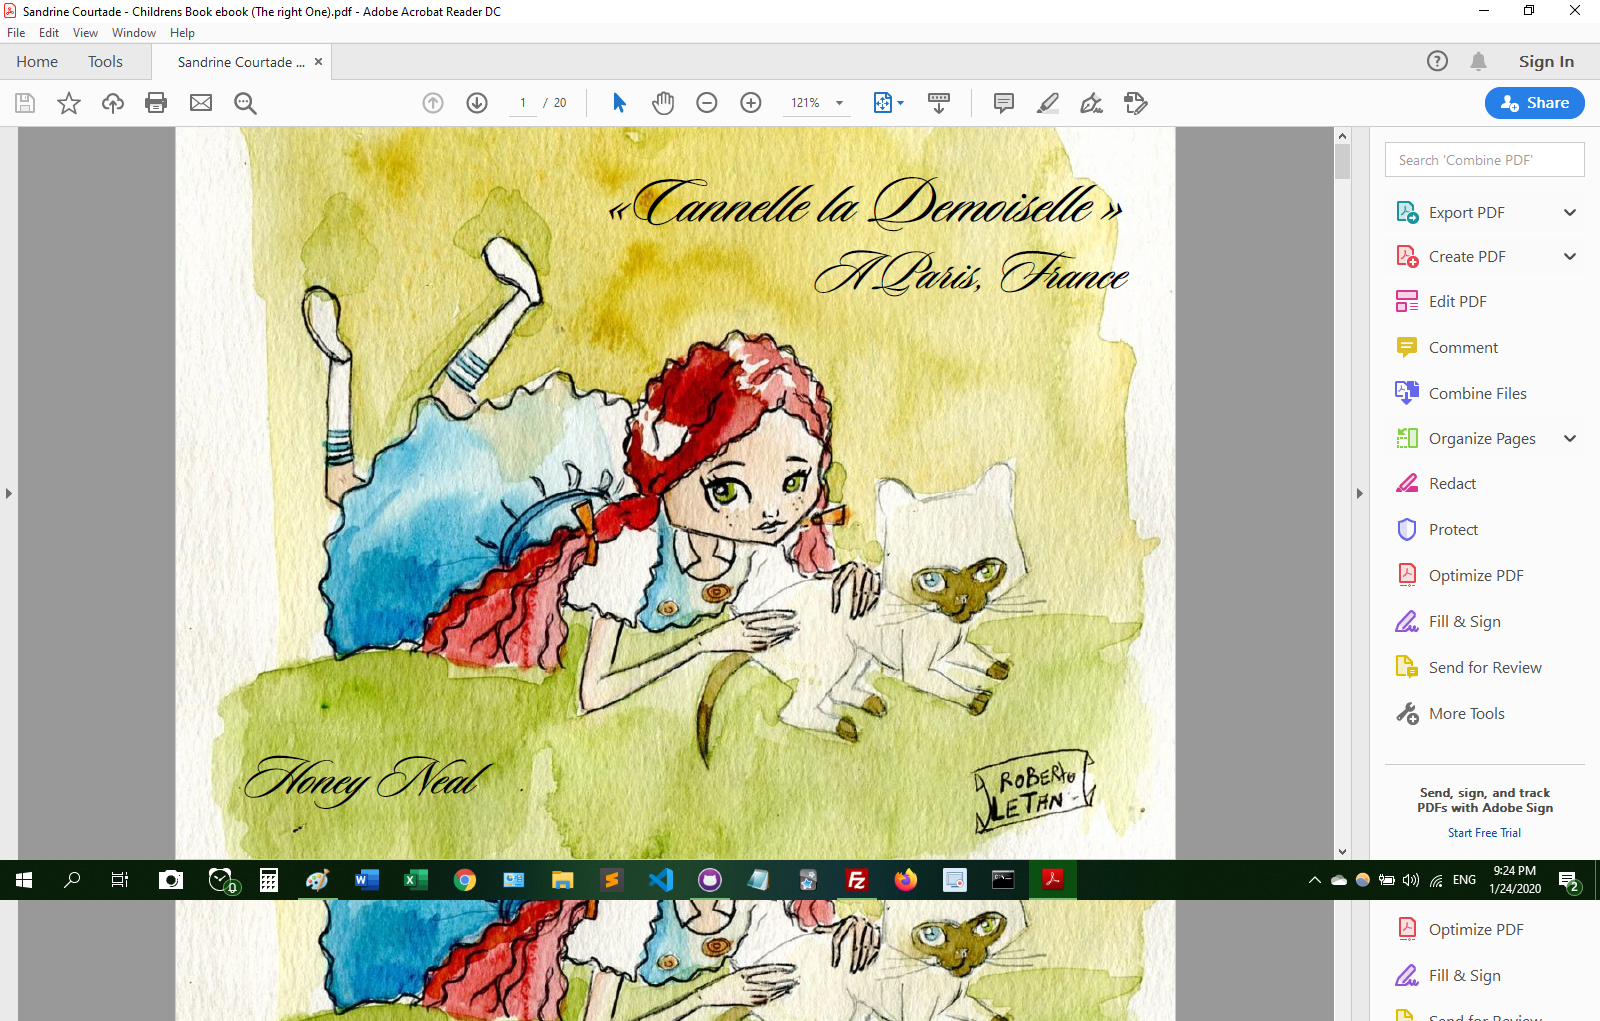 Sandrine Courtade - Childrens Book ebook (The right One).pdf - Adobe Acrobat Reader DC
File Edit View Window Help
Home Tools Sandrine Courtade ... × Sign In
1 / 20 121% Share
Search 'Combine PDF'
Export PDF
Create PDF
Edit PDF
Comment
Combine Files
Organize Pages
Redact
Protect
Optimize PDF
Fill & Sign
Send for Review
More Tools
Send, sign, and track
PDFs with Adobe Sign
Start Free Trial
«Cannelle la Demoiselle »
A Paris, France
Honey Neal
ROBERTO
LETAN
ENG 9:24 PM
1/24/2020
2
Optimize PDF
Fill & Sign
Send for Review